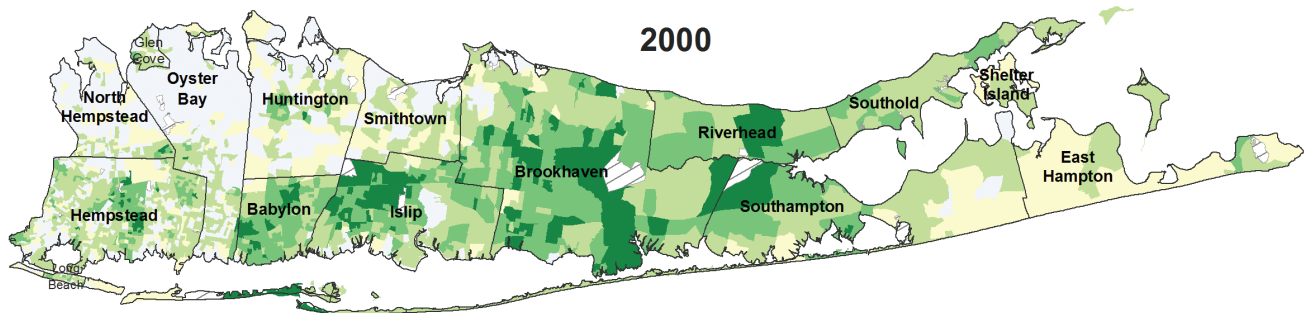 2000
Glen
Cove
Oyster
Bay
North
Hempstead
Huntington
Smithtown
Shelter
Island
Southold
Riverhead
East
Hampton
Brookhaven
Southampton
Hempstead
Babylon
Islip
Long
Beach